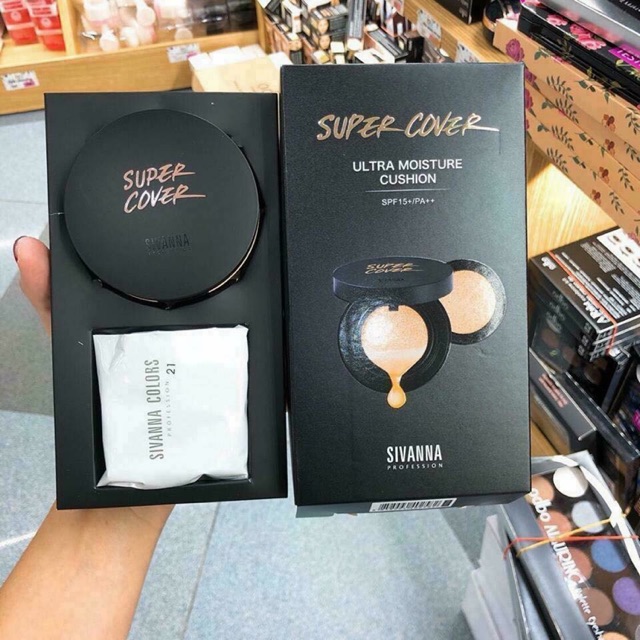 SUPER
COVER
SIVANNA
SIVANNA COLORS
PROFESSION 21
SUPER COVER
ULTRA MOISTURE
CUSHION
SPF15+/PA++
SUPER
COVER
SIVANNA
PROFESSION